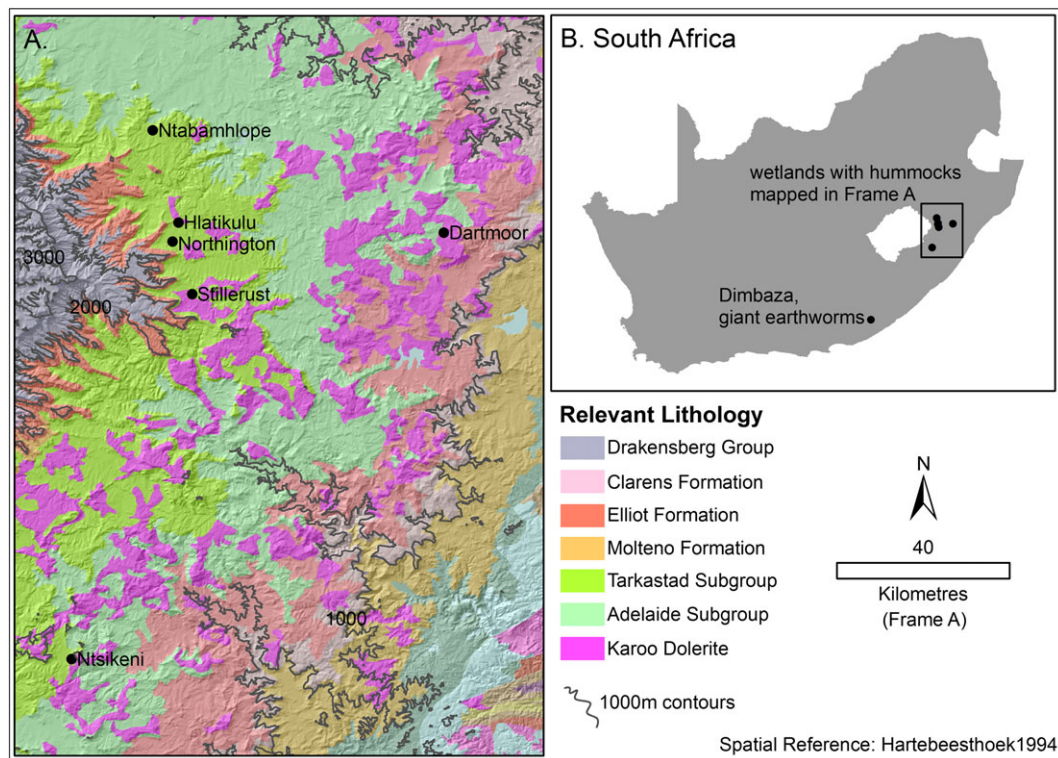 A.
Ntabamhlope
Hlatikulu
Northington
Dartmoor
3000
Stillerust
2000
1000
Ntsikeni
B. South Africa
wetlands with hummocks
mapped in Frame A
Dimbaza,
giant earthworms
Relevant Lithology
Drakensberg Group
Clarens Formation
Elliot Formation
Molteno Formation
Tarkastad Subgroup
Adelaide Subgroup
Karoo Dolerite
1000m contours
N
40
Kilometres
(Frame A)
Spatial Reference: Hartebeesthoek1994